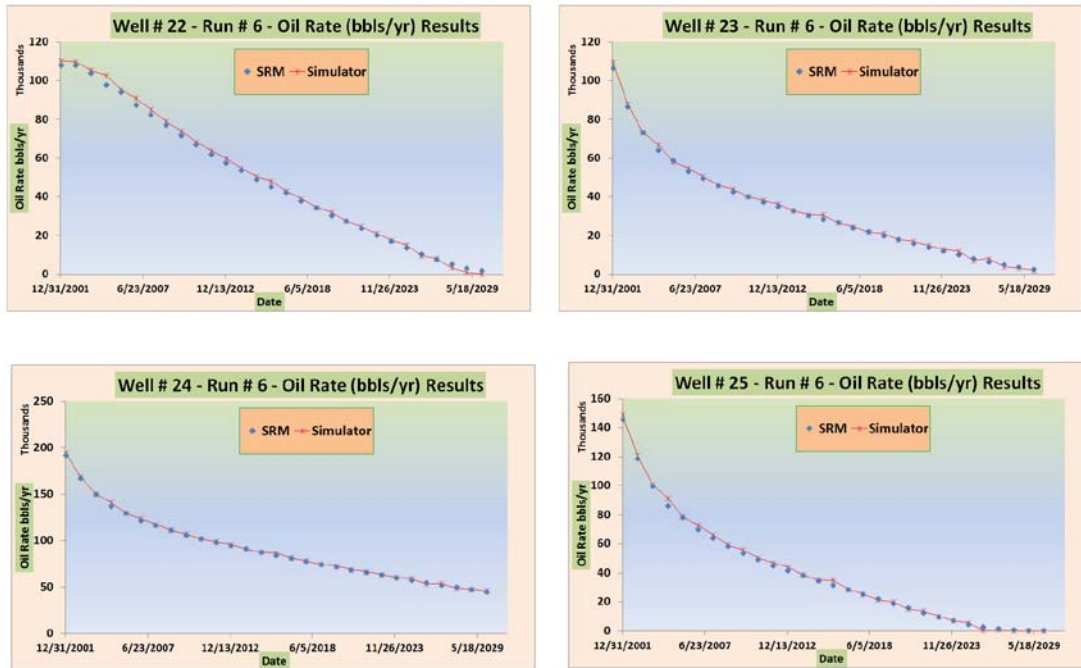 Well # 22 - Run # 6 - Oil Rate (bbls/yr) Results
Thousands
Oil Rate bbls/yr
120
100
80
60
40
20
0
SRM Simulator
12/31/2001 6/23/2007 12/13/2012 6/5/2018 11/26/2023 5/18/2029
Date
Well # 23 - Run # 6 - Oil Rate (bbls/yr) Results
Thousands
Oil Rate bbls/yr
120
100
80
60
40
20
0
SRM Simulator
12/31/2001 6/23/2007 12/13/2012 6/5/2018 11/26/2023 5/18/2029
Date
Well # 24 - Run # 6 - Oil Rate (bbls/yr) Results
Thousands
Oil Rate bbls/yr
250
200
150
100
50
0
SRM Simulator
12/31/2001 6/23/2007 12/13/2012 6/5/2018 11/26/2023 5/18/2029
Date
Well # 25 - Run # 6 - Oil Rate (bbls/yr) Results
Thousands
Oil Rate bbls/yr
160
140
120
100
80
60
40
20
0
SRM Simulator
12/31/2001 6/23/2007 12/13/2012 6/5/2018 11/26/2023 5/18/2029
Date